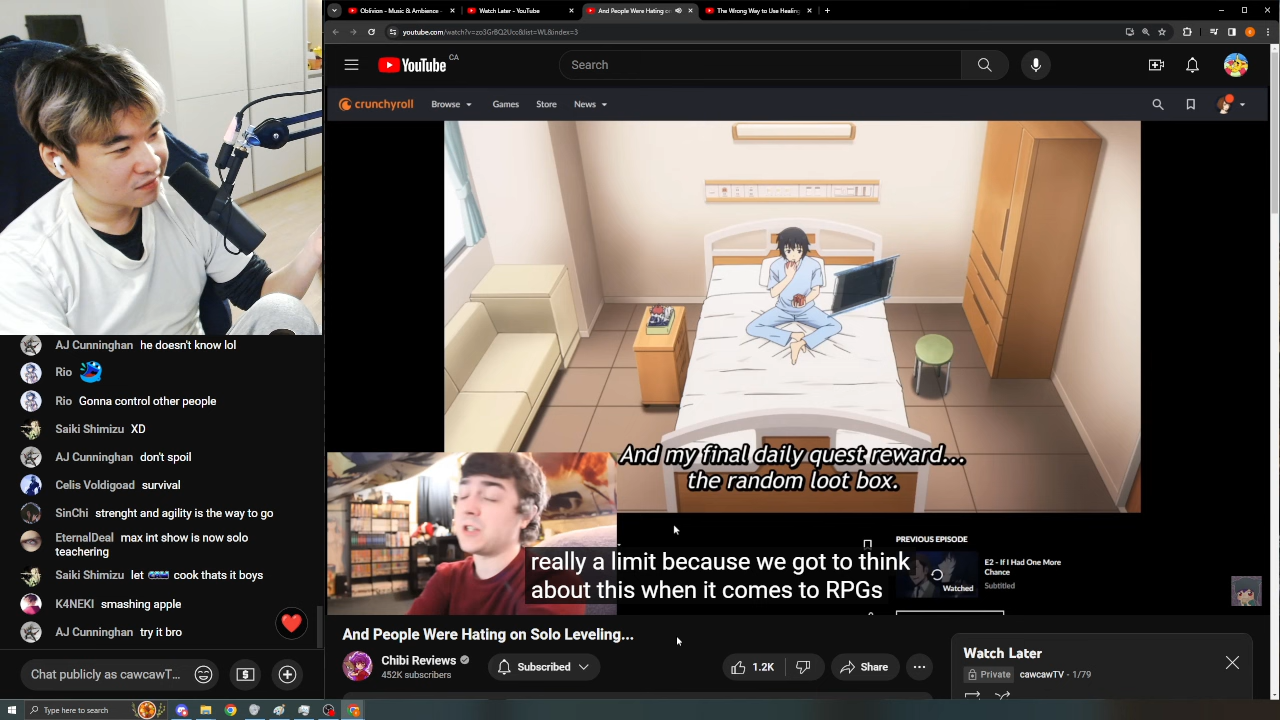 Oblivion - Music & Ambience -
Watch Later - YouTube
And People Were Hating o
The Wrong Way to Use Healing
youtube.com/watch?v=zo3GrBQ2Ucc&list=WL&index=3
YouTube CA
Search
crunchyroll
Browse
Games
Store
News
And my final daily quest reward...
the random loot box.
really a limit because we got to think
about this when it comes to RPGs
PREVIOUS EPISODE
E2 - If I Had One More
Chance
Watched
Subtitled
And People Were Hating on Solo Leveling...
Chibi Reviews
452K subscribers
Subscribed
1.2K
Share
Watch Later
Private
cawcawTV - 1/79
AJ Cunninghan he doesn't know lol
Rio
Rio Gonna control other people
Saiki Shimizu XD
AJ Cunninghan don't spoil
Celis Voldigoad survival
SinChi strenght and agility is the way to go
EternalDeal max int show is now solo
teachering
Saiki Shimizu let cook thats it boys
K4NEKI smashing apple
AJ Cunninghan try it bro
Chat publicly as cawcawT...
Type here to search